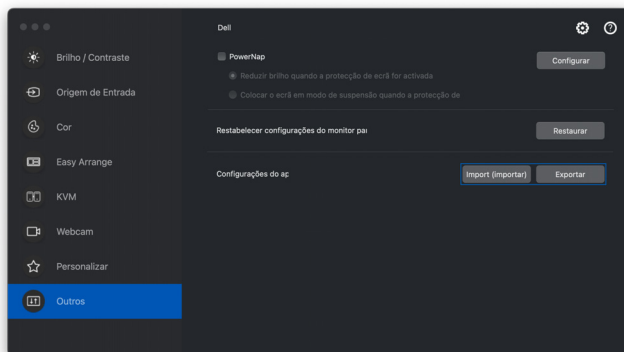 Dell
Brilho / Contraste
Origem de Entrada
Cor
Easy Arrange
KVM
Webcam
Personalizar
Outros
PowerNap
Configurar
Reduzir brilho quando a protecção de ecrã for activada
Colocar o ecrã em modo de suspensão quando a protecção de
Restabelecer configurações do monitor par
Restaurar
Configurações do ap
Import (importar)
Exportar